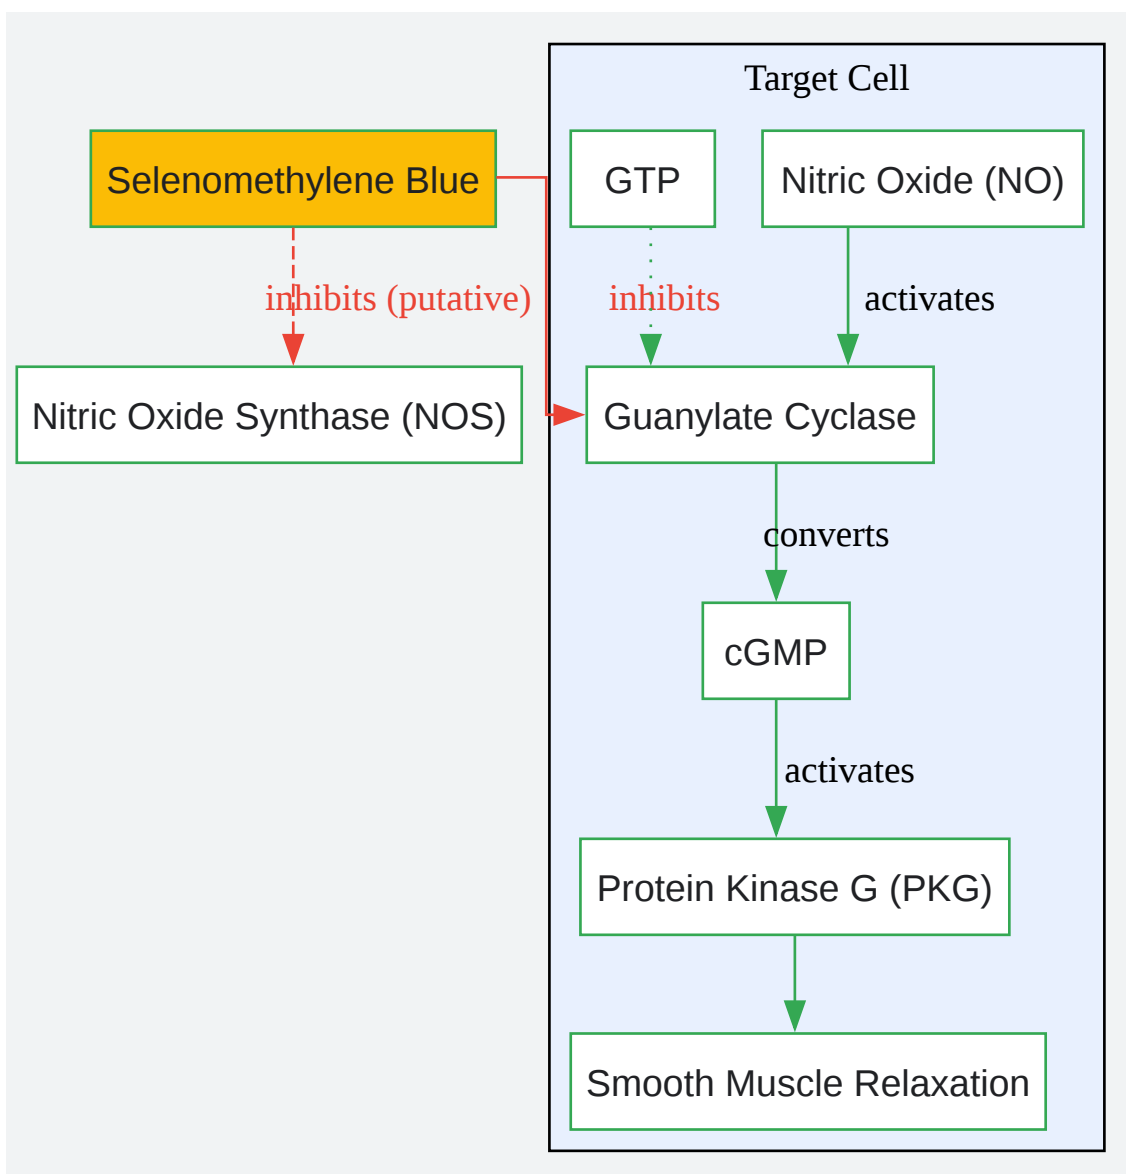 Target Cell
Selenomethylene Blue
GTP
Nitric Oxide (NO)
inhibits (putative)
inhibits
activates
Nitric Oxide Synthase (NOS)
Guanylate Cyclase
converts
cGMP
activates
Protein Kinase G (PKG)
Smooth Muscle Relaxation